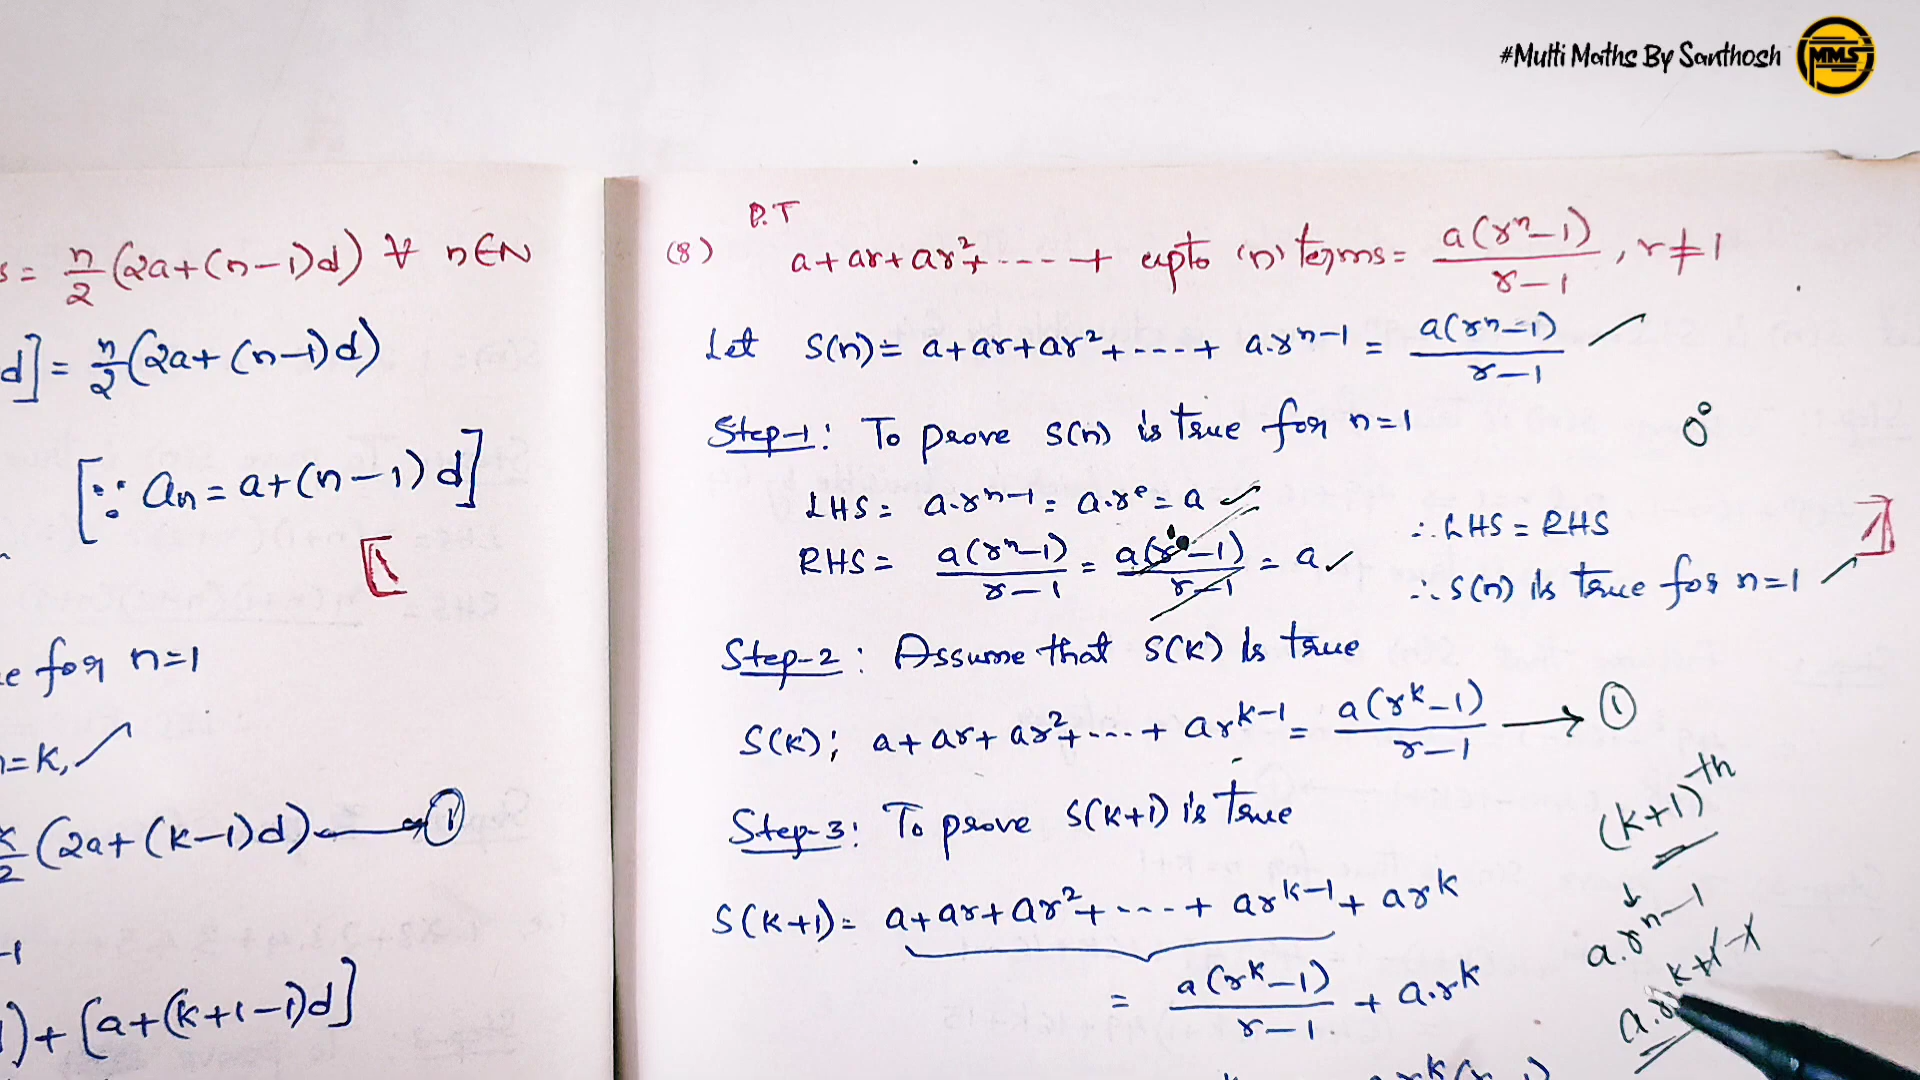 #Multi Maths By Santhosh
MMS
S = n/2 (2a+(n-1)d) ∀ n∈N
d] = n/2 (2a+(n-1)d)
[∵ an = a+(n-1)d]
e for n=1
n=k,
k/2 (2a+(k-1)d) → ①
-1
)+[a+(k+1-1)d]
P.T
(8) a+ar+ar²+----+ upto 'n' terms = a(rⁿ-1)/(r-1), r≠1
Let S(n) = a+ar+ar²+----+ a.rⁿ⁻¹ = a(rⁿ-1)/(r-1)
Step-1: To prove S(n) is true for n=1
LHS = a.rⁿ⁻¹ = a.r⁰ = a
RHS = a(rⁿ-1)/(r-1) = a(r¹-1)/(r-1) = a
∴ LHS = RHS
∴ S(n) is true for n=1
Step-2: Assume that S(k) is true
S(k); a+ar+ar²+----+ arᵏ⁻¹ = a(rᵏ-1)/(r-1) → ①
Step-3: To prove S(k+1) is true
S(k+1) = a+ar+ar²+----+ arᵏ⁻¹ + arᵏ
= a(rᵏ-1)/(r-1) + a.rᵏ
(k+1)th
↓
a.rⁿ⁻¹
a.rᵏ⁺¹⁻¹